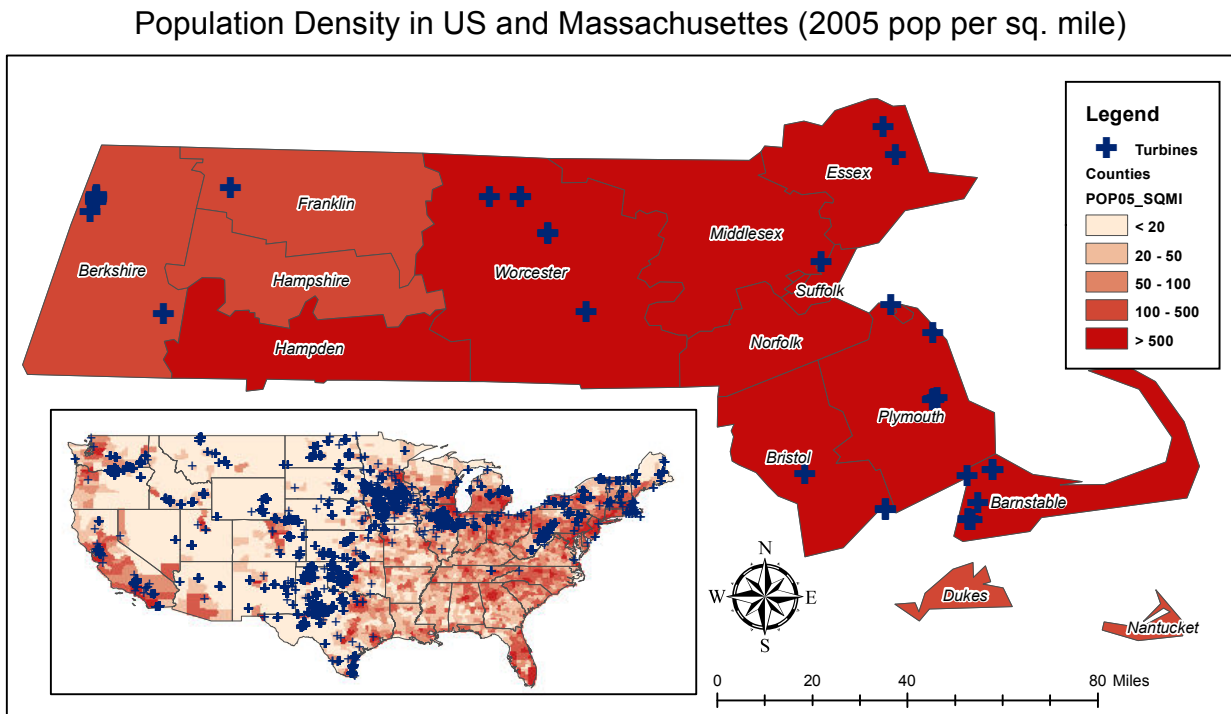 Population Density in US and Massachusettes (2005 pop per sq. mile)
Legend
Turbines
Counties
POP05_SQMI
< 20
20 - 50
50 - 100
100 - 500
> 500
Essex
Franklin
Middlesex
Berkshire
Hampshire
Worcester
Suffolk
Hampden
Norfolk
Plymouth
Bristol
Barnstable
Dukes
Nantucket
N
W E
S
0 20 40 80 Miles